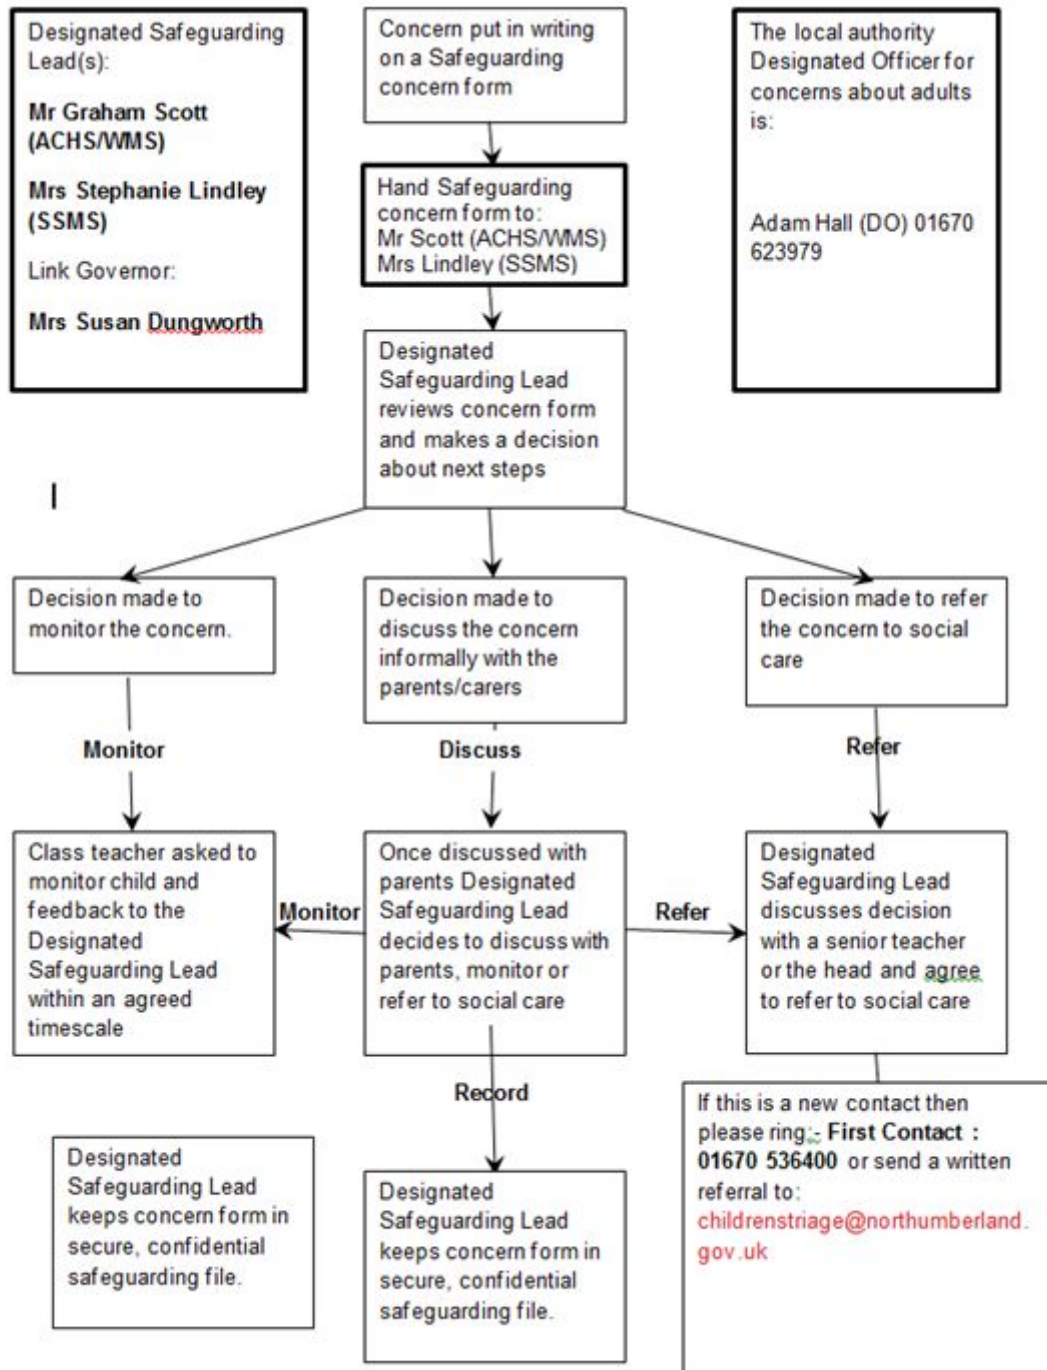 Designated Safeguarding
Lead(s):
Mr Graham Scott
(ACHS/WMS)
Mrs Stephanie Lindley
(SSMS)
Link Governor:
Mrs Susan Dungworth
Concern put in writing
on a Safeguarding
concern form
The local authority
Designated Officer for
concerns about adults
is:
Adam Hall (DO) 01670
623979
Hand Safeguarding
concern form to:
Mr Scott (ACHS/WMS)
Mrs Lindley (SSMS)
Designated
Safeguarding Lead
reviews concern form
and makes a decision
about next steps
Decision made to
monitor the concern.
Decision made to
discuss the concern
informally with the
parents/carers
Decision made to refer
the concern to social
care
Monitor
Discuss
Refer
Class teacher asked to
monitor child and
feedback to the
Designated
Safeguarding Lead
within an agreed
timescale
Monitor
Once discussed with
parents Designated
Safeguarding Lead
decides to discuss with
parents, monitor or
refer to social care
Refer
Designated
Safeguarding Lead
discusses decision
with a senior teacher
or the head and agree
to refer to social care
Record
Designated
Safeguarding Lead
keeps concern form in
secure, confidential
safeguarding file.
Designated
Safeguarding Lead
keeps concern form in
secure, confidential
safeguarding file.
If this is a new contact then
please ring:- First Contact :
01670 536400 or send a written
referral to:
childrenstriage@northumberland.
gov.uk